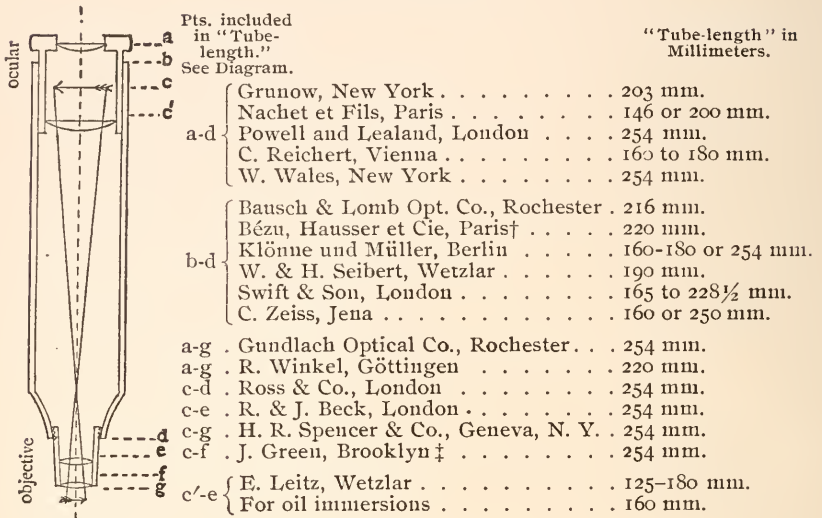 Pts. included
in "Tube-
length."
See Diagram.
"Tube-length" in
Millimeters.
ocular
a
b
c
c'
d
e
f
g
objective
a-d { Grunow, New York . . . . . . . . . 203 mm.
Nachet et Fils, Paris . . . . . . . . 146 or 200 mm.
Powell and Lealand, London . . . . 254 mm.
C. Reichert, Vienna . . . . . . . . . 160 to 180 mm.
W. Wales, New York . . . . . . . . 254 mm.
b-d { Bausch & Lomb Opt. Co., Rochester . 216 mm.
Bézu, Hausser et Cie, Paris† . . . . . 220 mm.
Klönne und Müller, Berlin . . . . . 160-180 or 254 mm.
W. & H. Seibert, Wetzlar . . . . . . 190 mm.
Swift & Son, London . . . . . . . . 165 to 228½ mm.
C. Zeiss, Jena . . . . . . . . . . . . 160 or 250 mm.
a-g . Gundlach Optical Co., Rochester . . . 254 mm.
a-g . R. Winkel, Göttingen . . . . . . . 220 mm.
c-d . Ross & Co., London . . . . . . . . 254 mm.
c-e . R. & J. Beck, London . . . . . . . . 254 mm.
c-g . H. R. Spencer & Co., Geneva, N. Y. . 254 mm.
c-f . J. Green, Brooklyn ‡ . . . . . . . . 254 mm.
c'-e { E. Leitz, Wetzlar . . . . . . . . . . 125–180 mm.
For oil immersions . . . . . . . . . 160 mm.